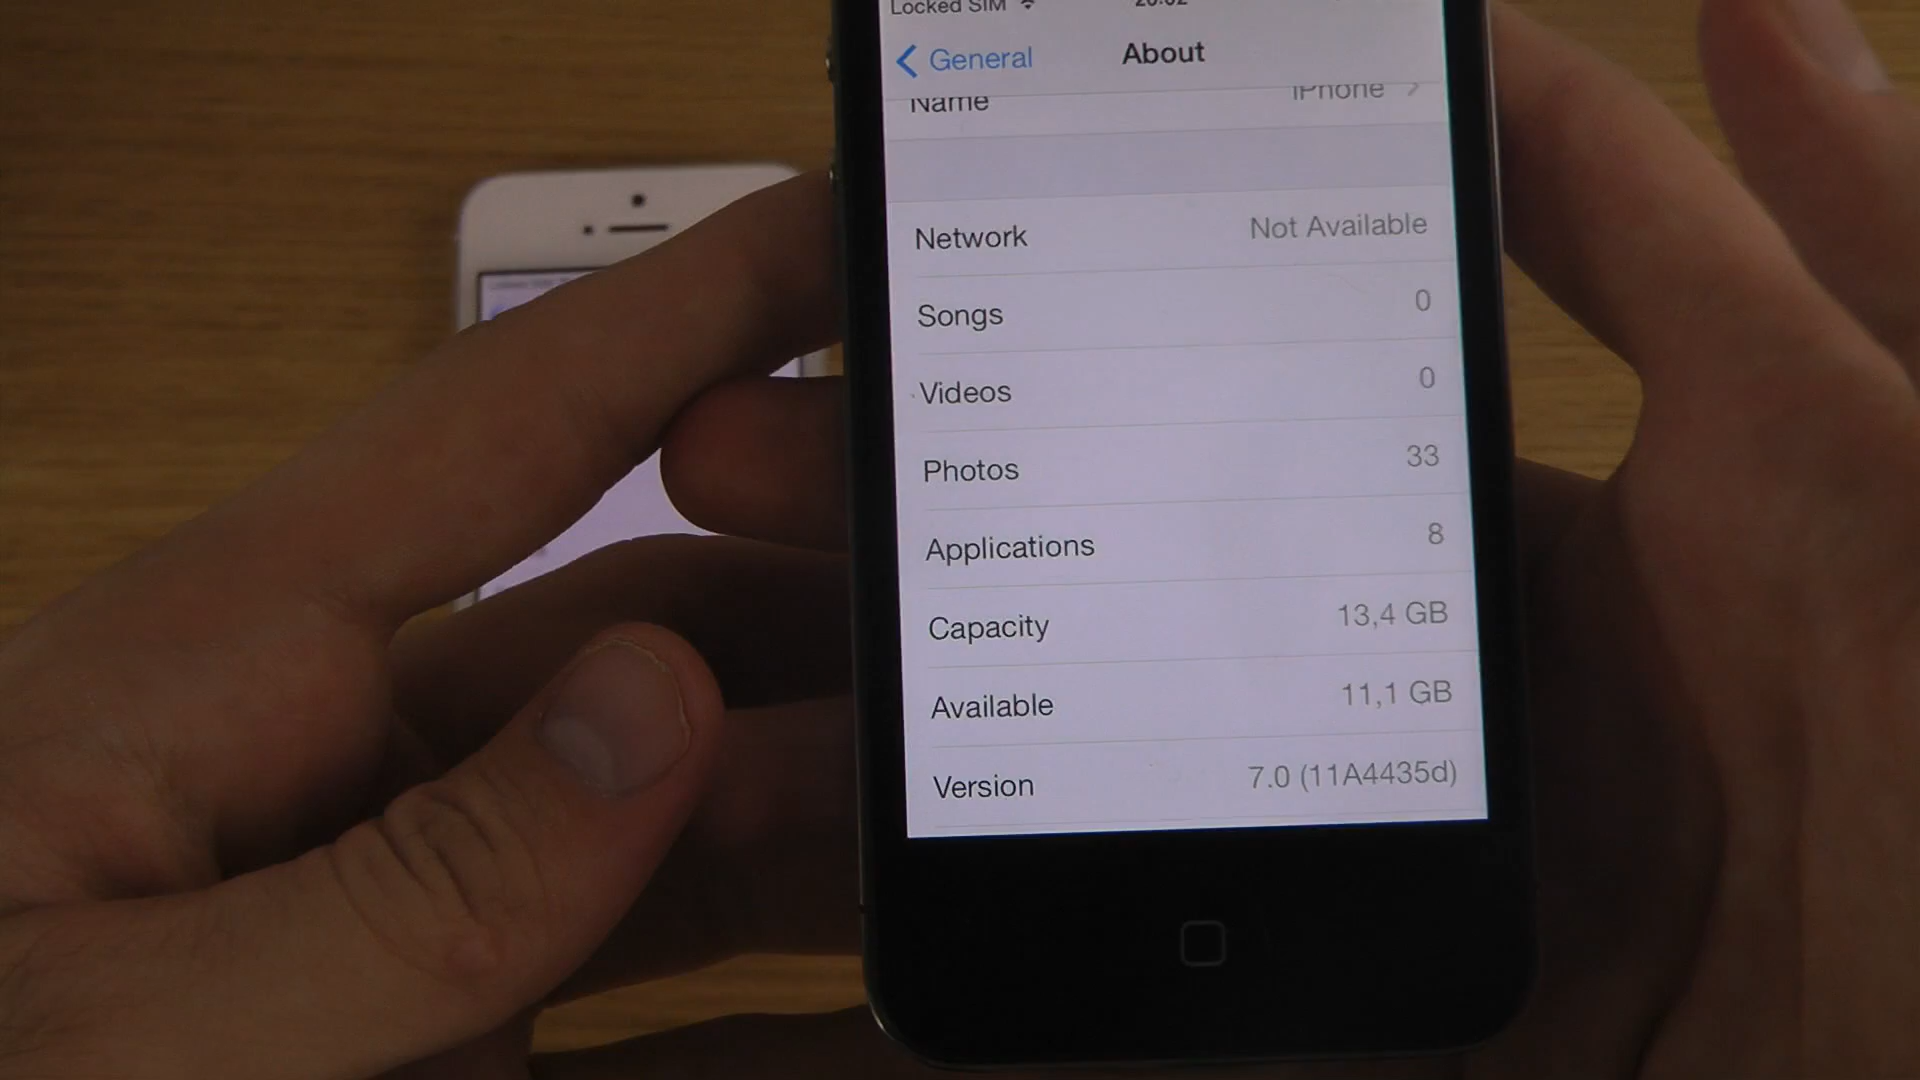 Locked SIM
General About
Name iPhone
Network Not Available
Songs 0
Videos 0
Photos 33
Applications 8
Capacity 13,4 GB
Available 11,1 GB
Version 7.0 (11A4435d)